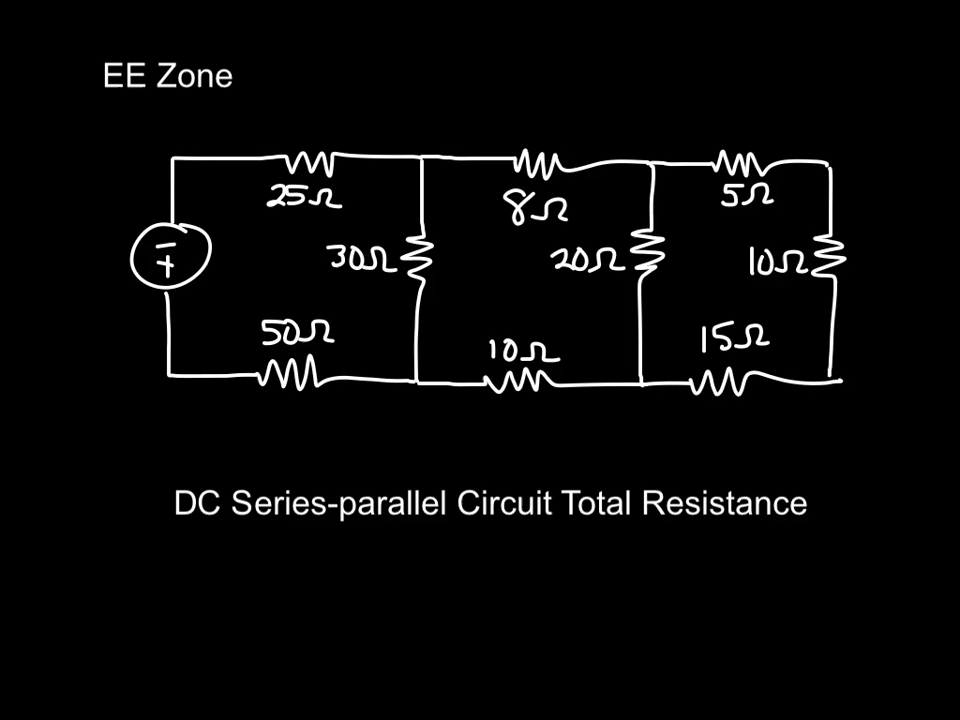 EE Zone
25Ω
8Ω
5Ω
30Ω
20Ω
10Ω
50Ω
10Ω
15Ω
DC Series-parallel Circuit Total Resistance